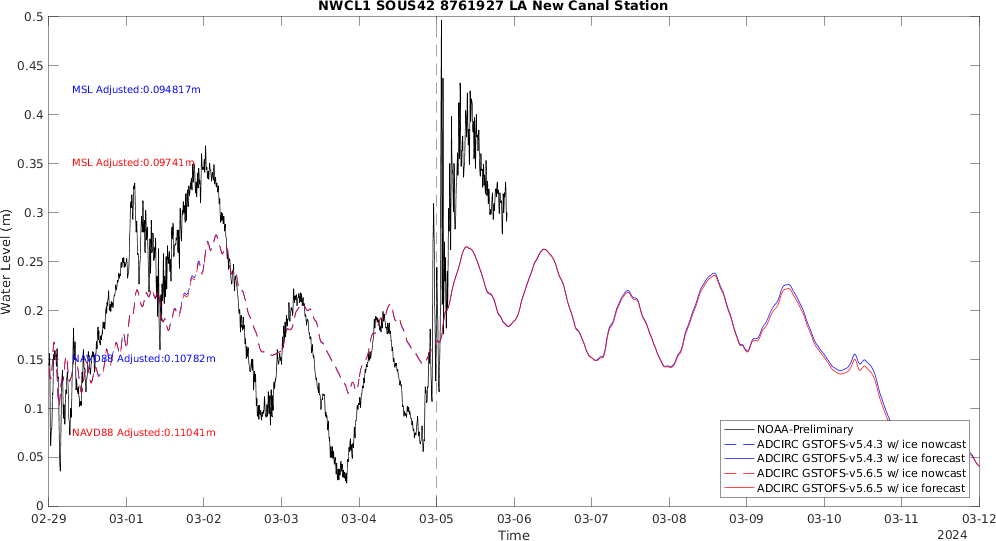 NWCL1 SOUS42 8761927 LA New Canal Station
Water Level (m)
0.5
0.45
0.4
0.35
0.3
0.25
0.2
0.15
0.1
0.05
0
MSL Adjusted:0.094817m
MSL Adjusted:0.09741m
NAVD88 Adjusted:0.10782m
NAVD88 Adjusted:0.11041m
NOAA-Preliminary
ADCIRC GSTOFS-v5.4.3 w/ ice nowcast
ADCIRC GSTOFS-v5.4.3 w/ ice forecast
ADCIRC GSTOFS-v5.6.5 w/ ice nowcast
ADCIRC GSTOFS-v5.6.5 w/ ice forecast
02-29 03-01 03-02 03-03 03-04 03-05 03-06 03-07 03-08 03-09 03-10 03-11 03-12
Time
2024